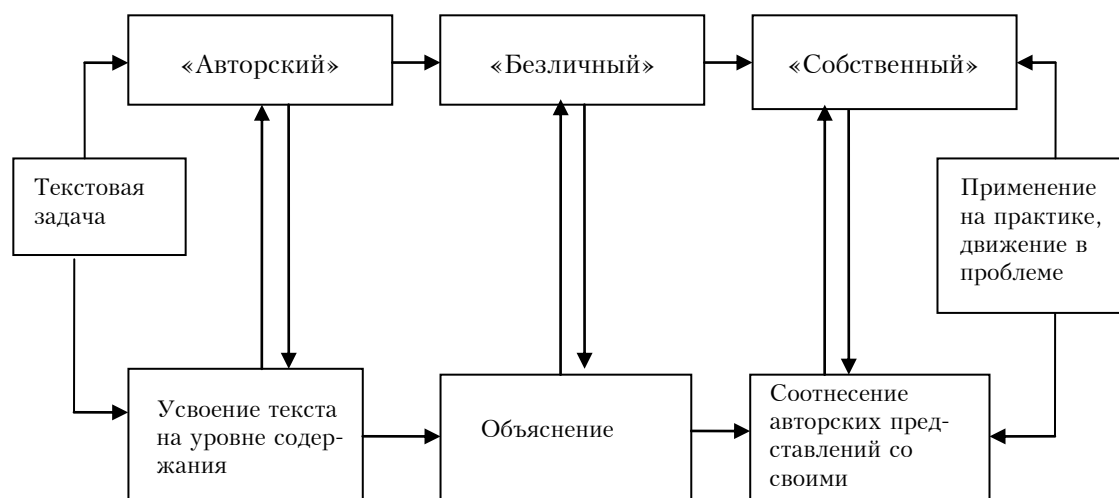 «Авторский»
«Безличный»
«Собственный»
Текстовая
задача
Применение
на практике,
движение в
проблеме
Усвоение текста
на уровне содер-
жания
Объяснение
Соотнесение
авторских пред-
ставлений со
своими